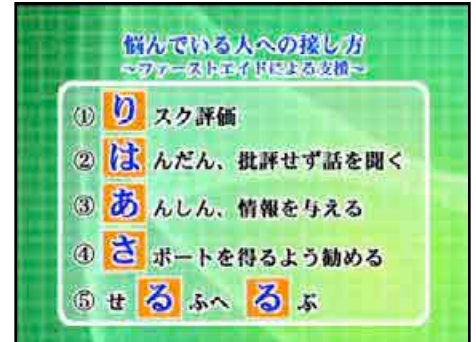 悩んでいる人への接し方
～ファーストエイドによる支援～
① りスク評価
② はんだん、批評せず話を聞く
③ あんしん、情報を与える
④ さポートを得るよう勧める
⑤ せるふへるぷ